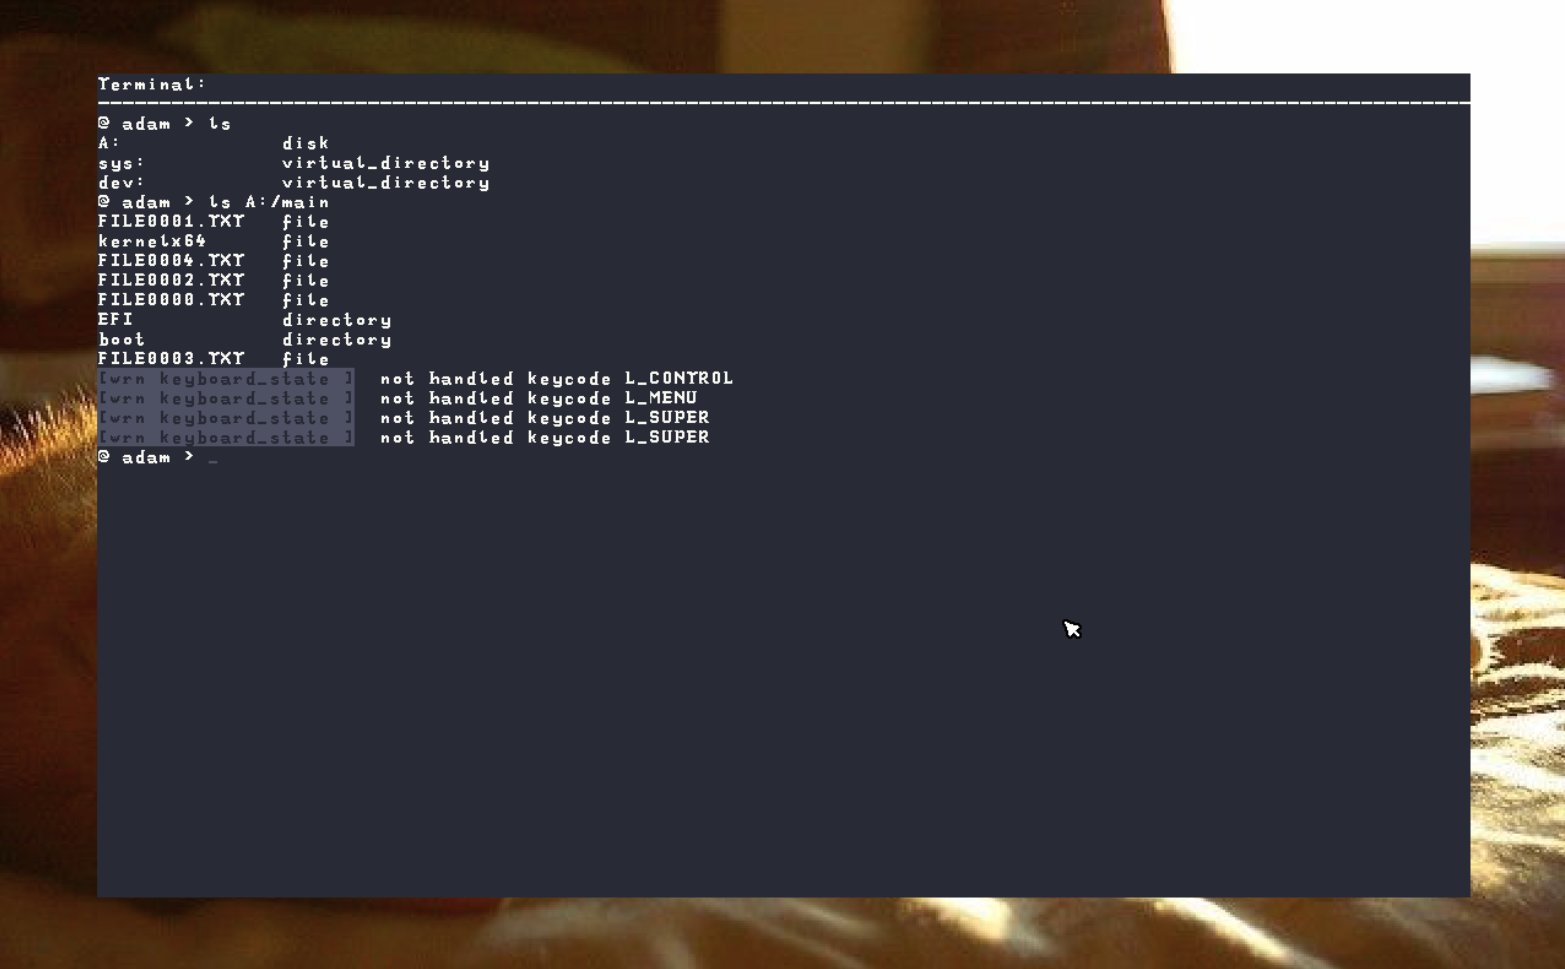 Terminal:
@ adam > ls
A: disk
sys: virtual_directory
dev: virtual_directory
@ adam > ls A:/main
FILE0001.TXT file
kernelx64 file
FILE0004.TXT file
FILE0002.TXT file
FILE0000.TXT file
EFI directory
boot directory
FILE0003.TXT file
[wrn keyboard_state ] not handled keycode L_CONTROL
[wrn keyboard_state ] not handled keycode L_MENU
[wrn keyboard_state ] not handled keycode L_SUPER
[wrn keyboard_state ] not handled keycode L_SUPER
@ adam > _